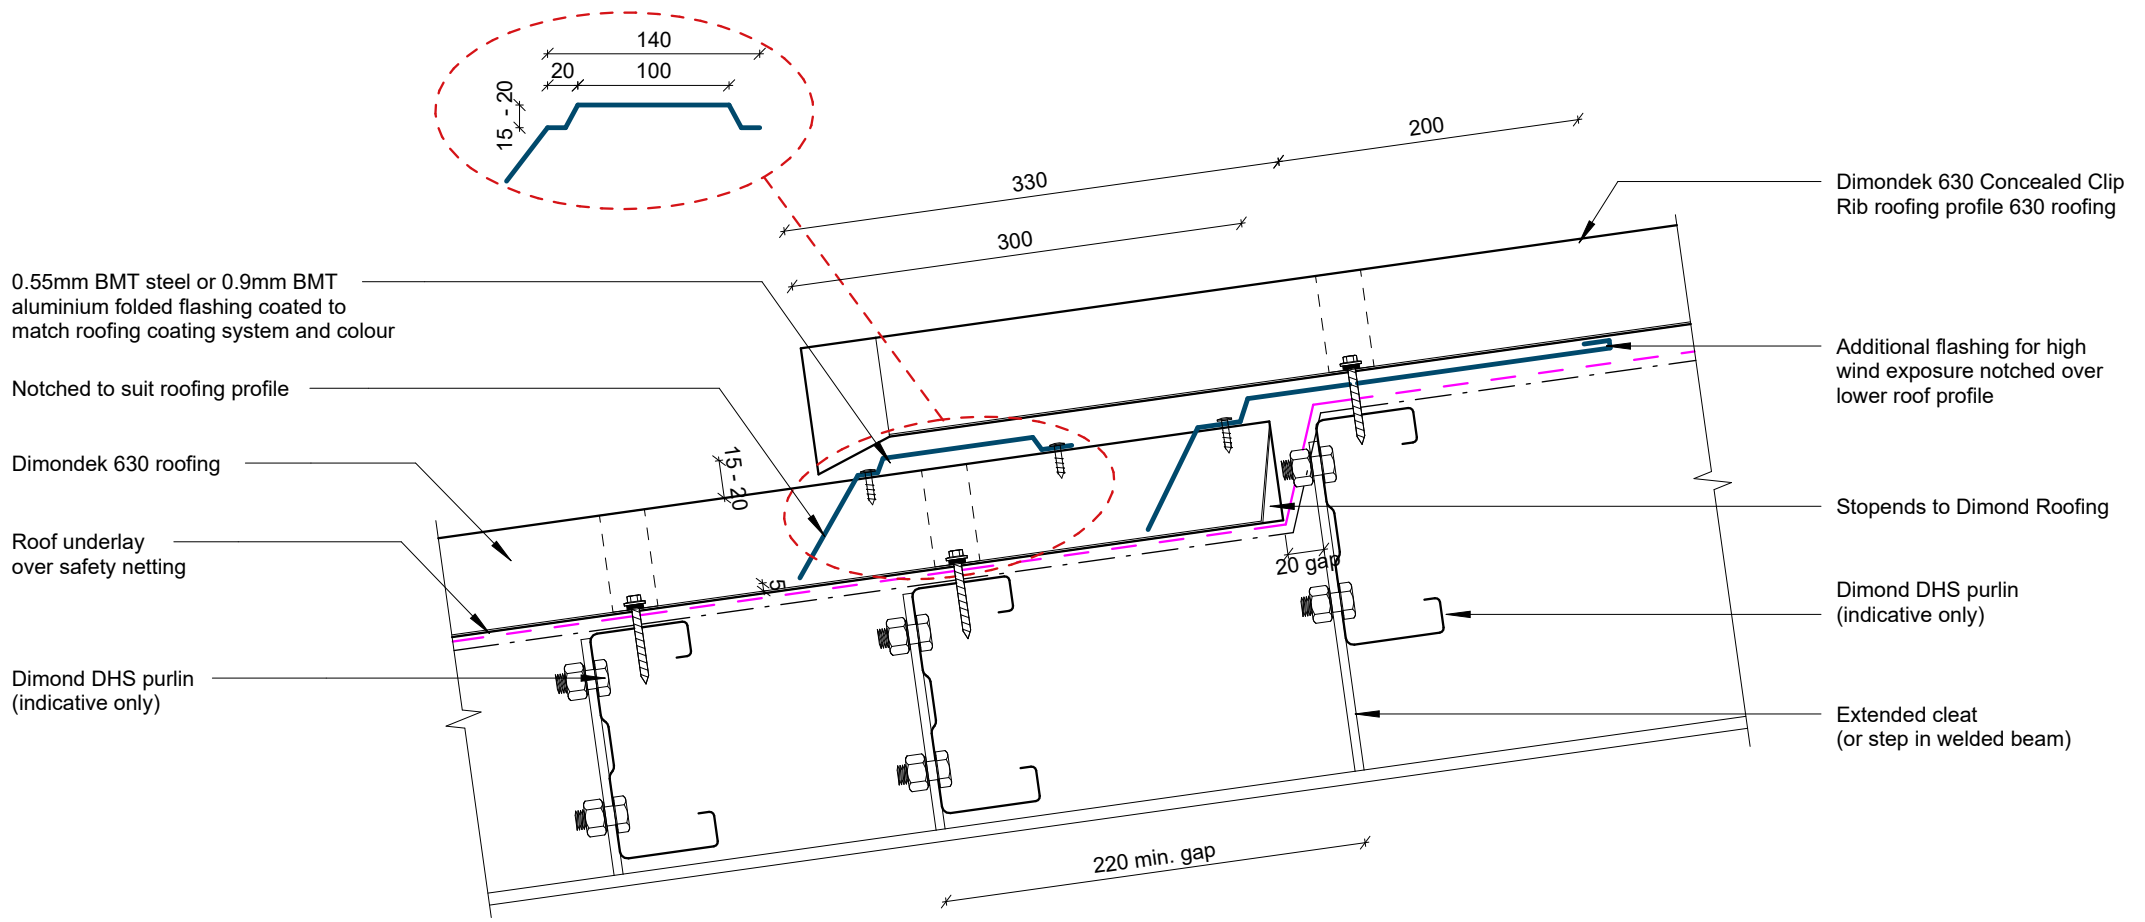 140
20
100
15 - 20
200
330
300
Dimondek 630 Concealed Clip
Rib roofing profile 630 roofing
0.55mm BMT steel or 0.9mm BMT
aluminium folded flashing coated to
match roofing coating system and colour
Additional flashing for high
wind exposure notched over
lower roof profile
Notched to suit roofing profile
Dimondek 630 roofing
15 - 20
Stopends to Dimond Roofing
Roof underlay
over safety netting
20 gap
5
Dimond DHS purlin
(indicative only)
Dimond DHS purlin
(indicative only)
Extended cleat
(or step in welded beam)
220 min. gap